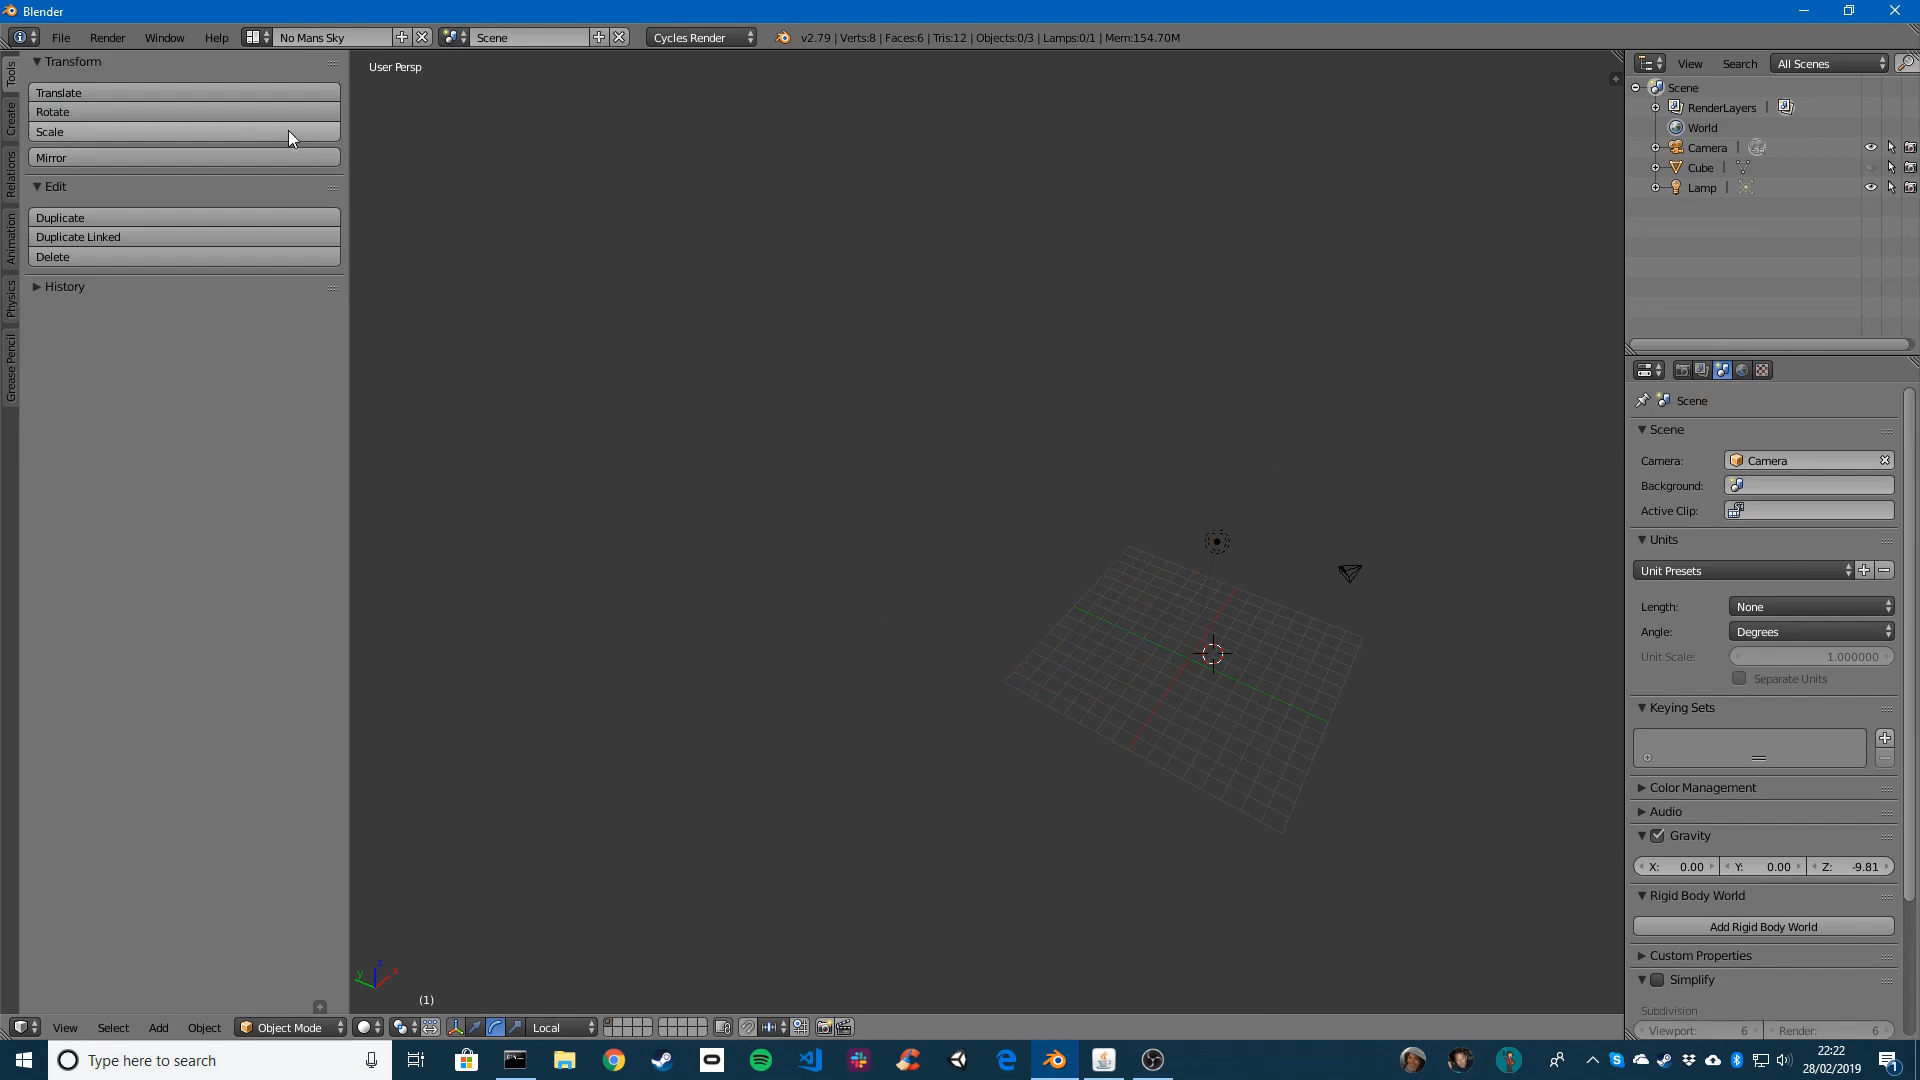 Blender
File Render Window Help No Mans Sky Scene Cycles Render v2.79 | Verts:8 | Faces:6 | Tris:12 | Objects:0/3 | Lamps:0/1 | Mem:154.70M
Tools
Create
Relations
Animation
Physics
Grease Pencil
Transform
Translate
Rotate
Scale
Mirror
Edit
Duplicate
Duplicate Linked
Delete
History
User Persp
z
y
x
(1)
View Select Add Object Object Mode Local
View Search All Scenes
Scene
RenderLayers |
World
Camera |
Cube |
Lamp |
Scene
Scene
Camera: Camera
Background:
Active Clip:
Units
Unit Presets
Length: None
Angle: Degrees
Unit Scale: 1.000000
Separate Units
Keying Sets
Color Management
Audio
Gravity
X: 0.00 Y: 0.00 Z: -9.81
Rigid Body World
Add Rigid Body World
Custom Properties
Simplify
Subdivision
Viewport: 6 Render: 6
Type here to search
22:22
28/02/2019
1